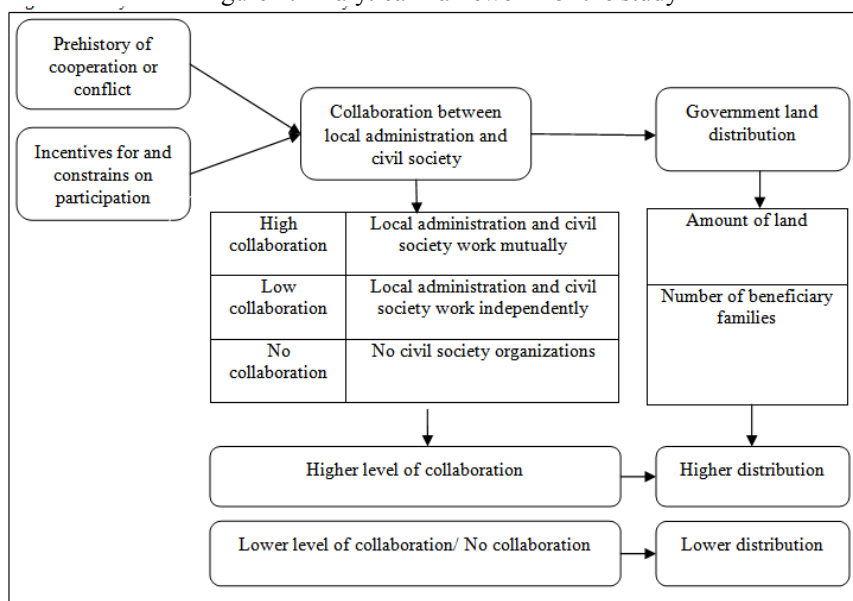 Prehistory of
cooperation or
conflict
Incentives for and
constrains on
participation
Collaboration between
local administration and
civil society
Government land
distribution
High
collaboration
Local administration and civil
society work mutually
Low
collaboration
Local administration and civil
society work independently
No
collaboration
No civil society organizations
Amount of land
Number of beneficiary
families
Higher level of collaboration
Higher distribution
Lower level of collaboration/ No collaboration
Lower distribution